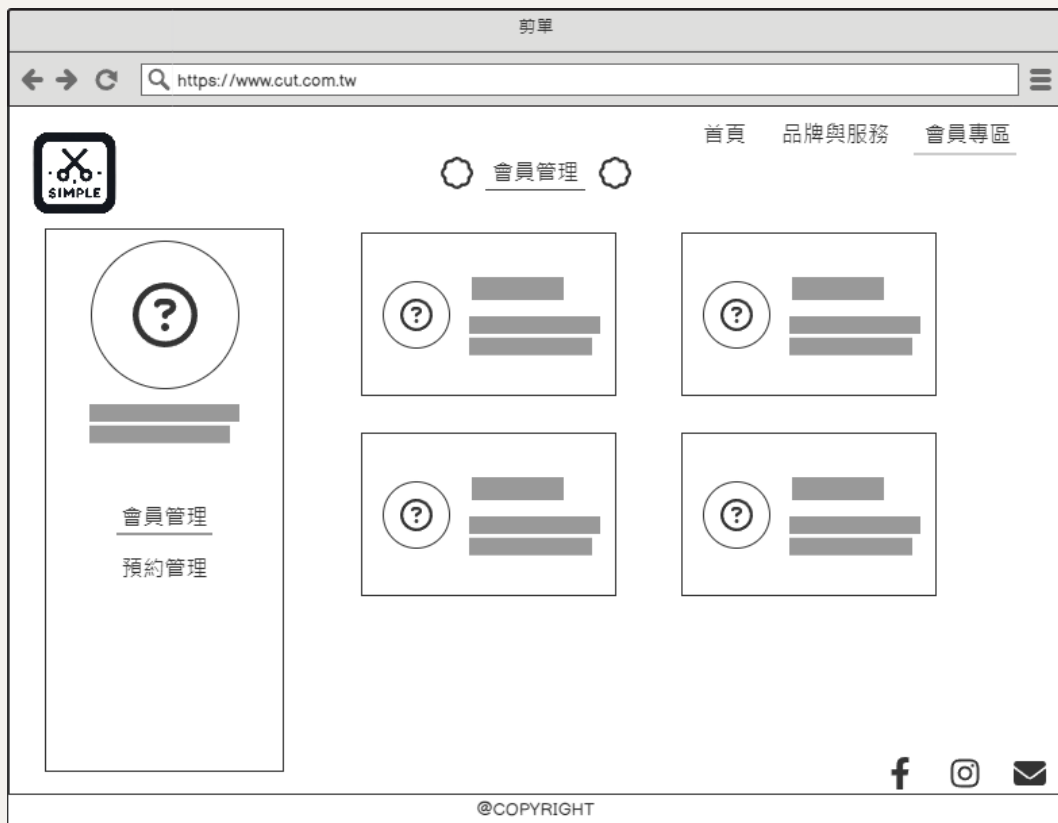 剪單
https://www.cut.com.tw
首頁 品牌與服務 會員專區
SIMPLE
會員管理
會員管理
預約管理
@COPYRIGHT